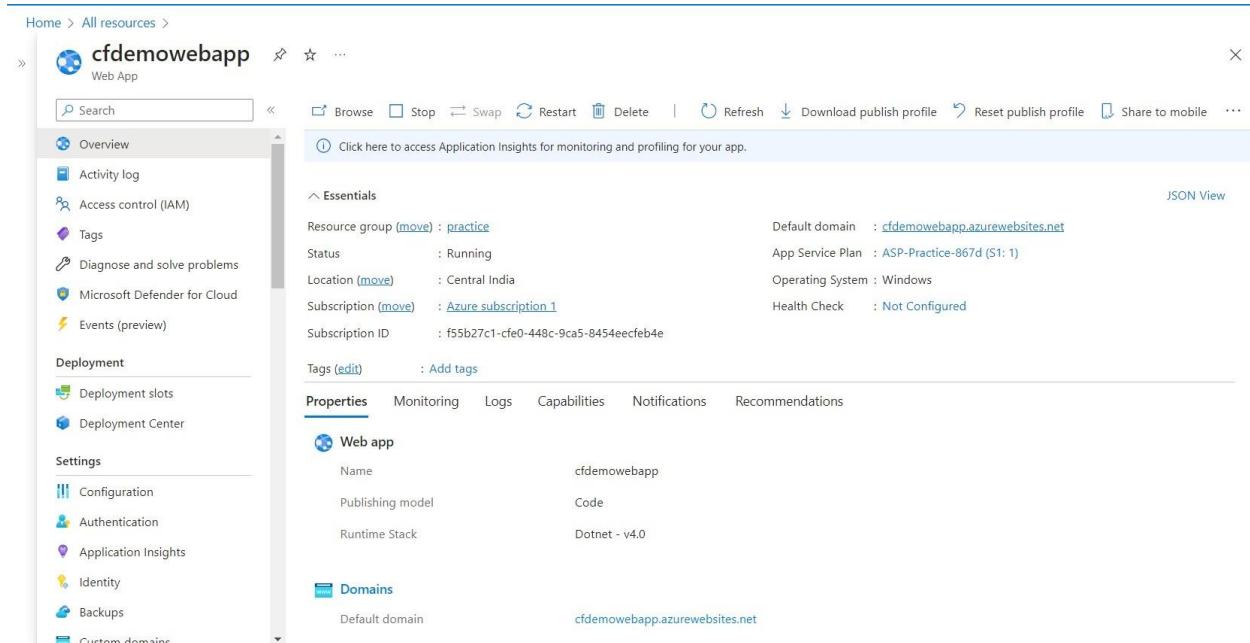 Home > All resources >
cfdemowebapp
Web App
Search
Browse Stop Swap Restart Delete | Refresh Download publish profile Reset publish profile Share to mobile ...
Overview
Activity log
Access control (IAM)
Tags
Diagnose and solve problems
Microsoft Defender for Cloud
Events (preview)
Deployment
Deployment slots
Deployment Center
Settings
Configuration
Authentication
Application Insights
Identity
Backups
Custom domains
Click here to access Application Insights for monitoring and profiling for your app.
Essentials JSON View
Resource group (move) : practice
Status : Running
Location (move) : Central India
Subscription (move) : Azure subscription 1
Subscription ID : f55b27c1-cfe0-448c-9ca5-8454eecfeb4e
Default domain : cfdemowebapp.azurewebsites.net
App Service Plan : ASP-Practice-867d (S1: 1)
Operating System : Windows
Health Check : Not Configured
Tags (edit) : Add tags
Properties Monitoring Logs Capabilities Notifications Recommendations
Web app
Name cfdemowebapp
Publishing model Code
Runtime Stack Dotnet - v4.0
Domains
Default domain cfdemowebapp.azurewebsites.net